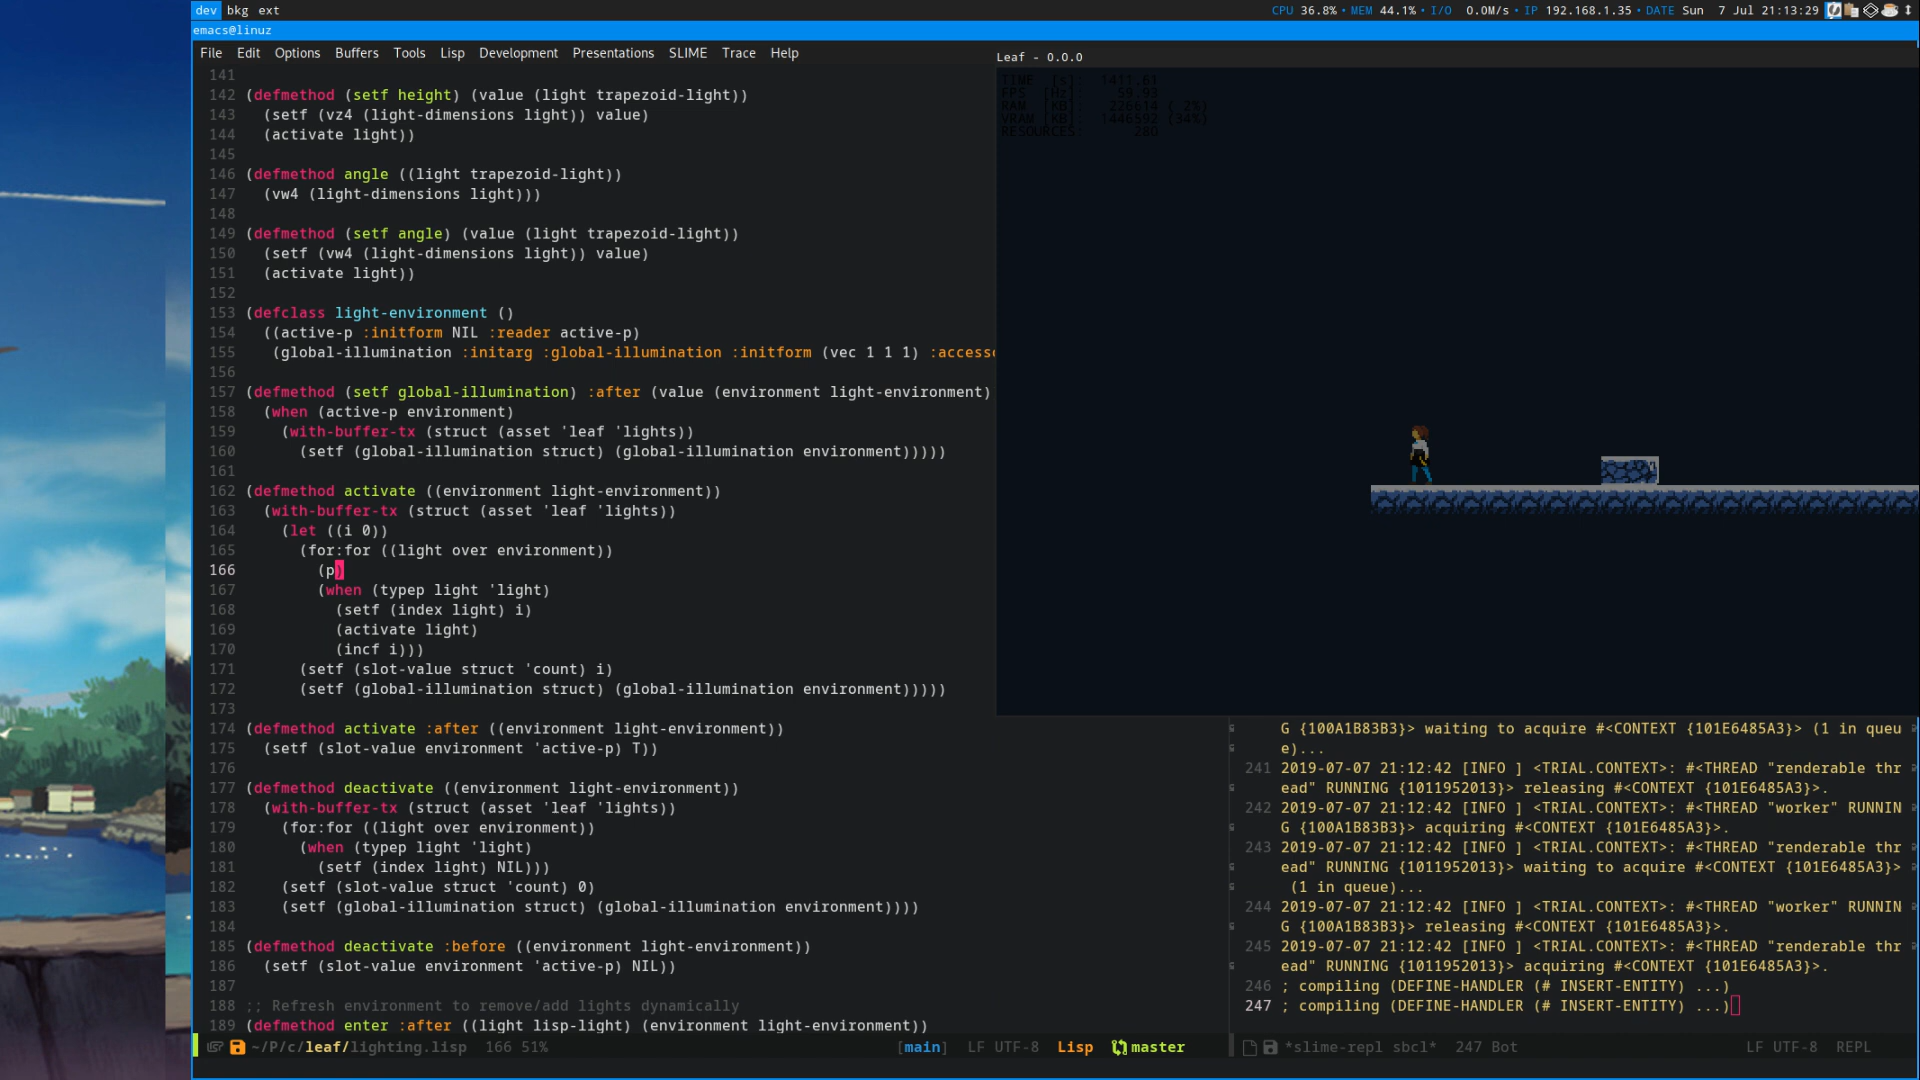 dev bkg ext
CPU 36.8% • MEM 44.1% • I/O 0.0M/s • IP 192.168.1.35 • DATE Sun 7 Jul 21:13:29
emacs@linuz
File Edit Options Buffers Tools Lisp Development Presentations SLIME Trace Help
141
142 (defmethod (setf height) (value (light trapezoid-light))
143   (setf (vz4 (light-dimensions light)) value)
144   (activate light))
145
146 (defmethod angle ((light trapezoid-light))
147   (vw4 (light-dimensions light)))
148
149 (defmethod (setf angle) (value (light trapezoid-light))
150   (setf (vw4 (light-dimensions light)) value)
151   (activate light))
152
153 (defclass light-environment ()
154   ((active-p :initform NIL :reader active-p)
155    (global-illumination :initarg :global-illumination :initform (vec 1 1 1) :access
156
157 (defmethod (setf global-illumination) :after (value (environment light-environment)
158   (when (active-p environment)
159     (with-buffer-tx (struct (asset 'leaf 'lights))
160       (setf (global-illumination struct) (global-illumination environment)))))
161
162 (defmethod activate ((environment light-environment))
163   (with-buffer-tx (struct (asset 'leaf 'lights))
164     (let ((i 0))
165       (for:for ((light over environment))
166         (p)
167         (when (typep light 'light)
168           (setf (index light) i)
169           (activate light)
170           (incf i)))
171       (setf (slot-value struct 'count) i)
172       (setf (global-illumination struct) (global-illumination environment)))))
173
174 (defmethod activate :after ((environment light-environment))
175   (setf (slot-value environment 'active-p) T))
176
177 (defmethod deactivate ((environment light-environment))
178   (with-buffer-tx (struct (asset 'leaf 'lights))
179     (for:for ((light over environment))
180       (when (typep light 'light)
181         (setf (index light) NIL)))
182     (setf (slot-value struct 'count) 0)
183     (setf (global-illumination struct) (global-illumination environment))))
184
185 (defmethod deactivate :before ((environment light-environment))
186   (setf (slot-value environment 'active-p) NIL))
187
188 ;; Refresh environment to remove/add lights dynamically
189 (defmethod enter :after ((light lisp-light) (environment light-environment))
~/P/c/leaf/lighting.lisp 166 51% [main] LF UTF-8 Lisp master
Leaf - 0.0.0
TIME [s]: 1411.61
FPS [Hz]: 59.93
RAM [KB]: 226614 ( 2%)
VRAM [KB]: 1446592 (34%)
RESOURCES: 280
G {100A1B83B3}> waiting to acquire #<CONTEXT {101E6485A3}> (1 in queu
e)...
241 2019-07-07 21:12:42 [INFO ] <TRIAL.CONTEXT>: #<THREAD "renderable thr
ead" RUNNING {1011952013}> releasing #<CONTEXT {101E6485A3}>.
242 2019-07-07 21:12:42 [INFO ] <TRIAL.CONTEXT>: #<THREAD "worker" RUNNIN
G {100A1B83B3}> acquiring #<CONTEXT {101E6485A3}>.
243 2019-07-07 21:12:42 [INFO ] <TRIAL.CONTEXT>: #<THREAD "renderable thr
ead" RUNNING {1011952013}> waiting to acquire #<CONTEXT {101E6485A3}>
(1 in queue)...
244 2019-07-07 21:12:42 [INFO ] <TRIAL.CONTEXT>: #<THREAD "worker" RUNNIN
G {100A1B83B3}> releasing #<CONTEXT {101E6485A3}>.
245 2019-07-07 21:12:42 [INFO ] <TRIAL.CONTEXT>: #<THREAD "renderable thr
ead" RUNNING {1011952013}> acquiring #<CONTEXT {101E6485A3}>.
246 ; compiling (DEFINE-HANDLER (# INSERT-ENTITY) ...)
247 ; compiling (DEFINE-HANDLER (# INSERT-ENTITY) ...)
*slime-repl sbcl* 247 Bot LF UTF-8 REPL